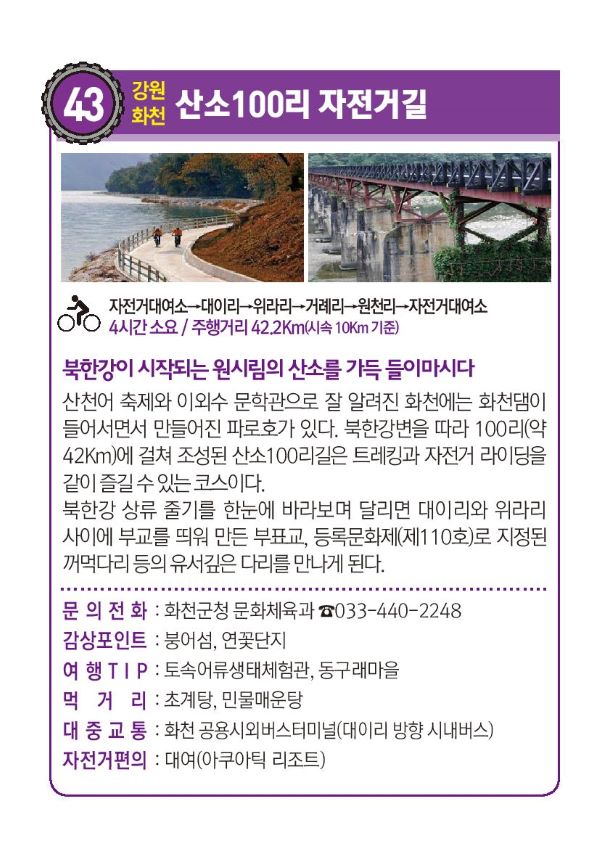 43 강원 화천 산소100리 자전거길
자전거대여소→대이리→위라리→거례리→원천리→자전거대여소
4시간 소요 / 주행거리 42.2Km(시속 10Km 기준)
북한강이 시작되는 원시림의 산소를 가득 들이마시다
산천어 축제와 이외수 문학관으로 잘 알려진 화천에는 화천댐이
들어서면서 만들어진 파로호가 있다. 북한강변을 따라 100리(약
42Km)에 걸쳐 조성된 산소100리길은 트레킹과 자전거 라이딩을
같이 즐길 수 있는 코스이다.
북한강 상류 줄기를 한눈에 바라보며 달리면 대이리와 위라리
사이에 부교를 띄워 만든 부표교, 등록문화제(제110호)로 지정된
꺼먹다리 등의 유서깊은 다리를 만나게 된다.
문의전화 : 화천군청 문화체육과 ☎033-440-2248
감상포인트 : 붕어섬, 연꽃단지
여행TIP : 토속어류생태체험관, 동구래마을
먹거리 : 초계탕, 민물매운탕
대중교통 : 화천 공용시외버스터미널(대이리 방향 시내버스)
자전거편의 : 대여(아쿠아틱 리조트)